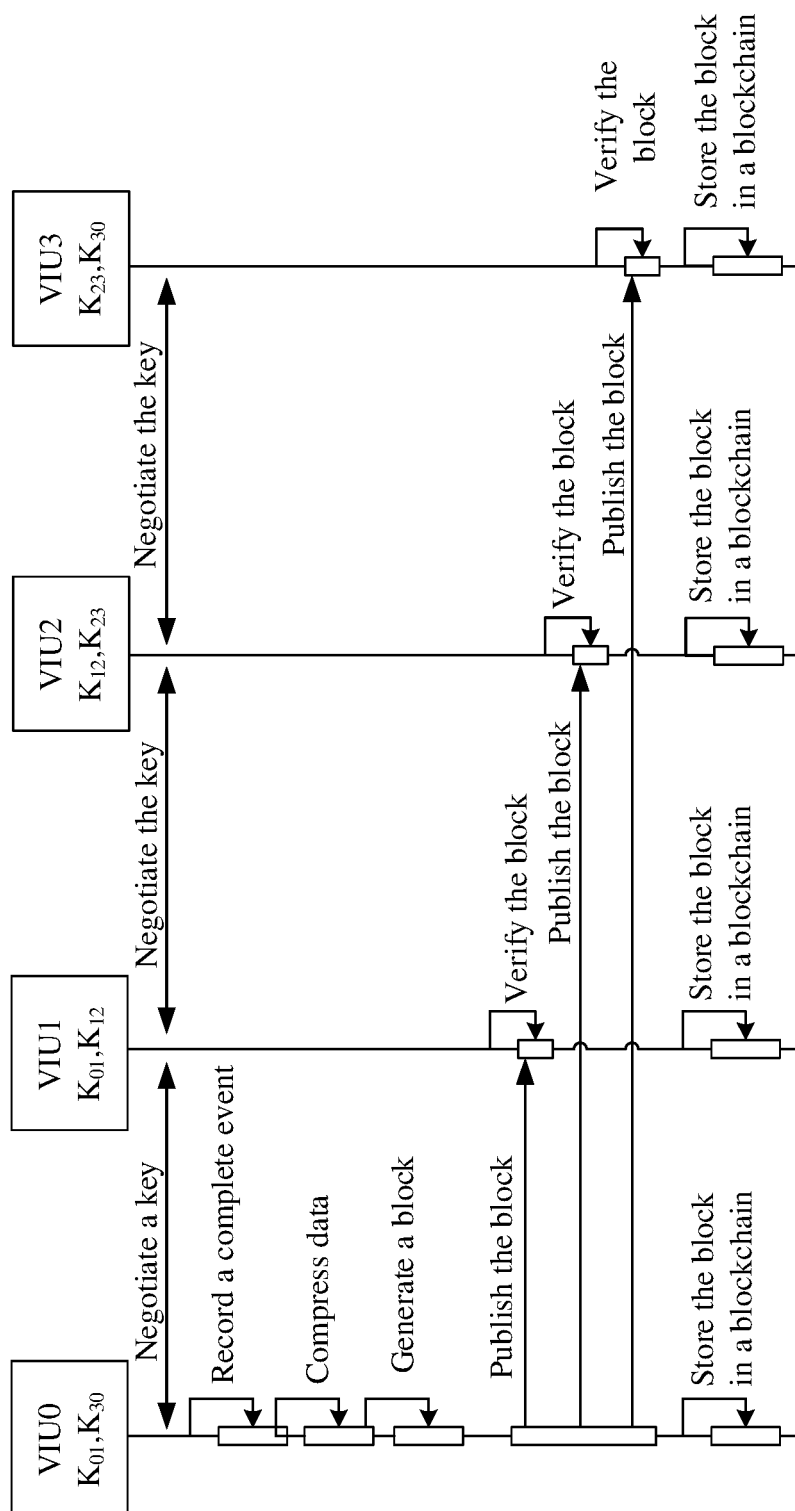 VIU0
K₀₁,K₃₀
VIU1
K₀₁,K₁₂
VIU2
K₁₂,K₂₃
VIU3
K₂₃,K₃₀
Negotiate a key
Negotiate the key
Negotiate the key
Record a complete event
Compress data
Generate a block
Publish the block
Verify the block
Publish the block
Verify the block
Publish the block
Verify the
block
Store the block
in a blockchain
Store the block
in a blockchain
Store the block
in a blockchain
Store the block
in a blockchain